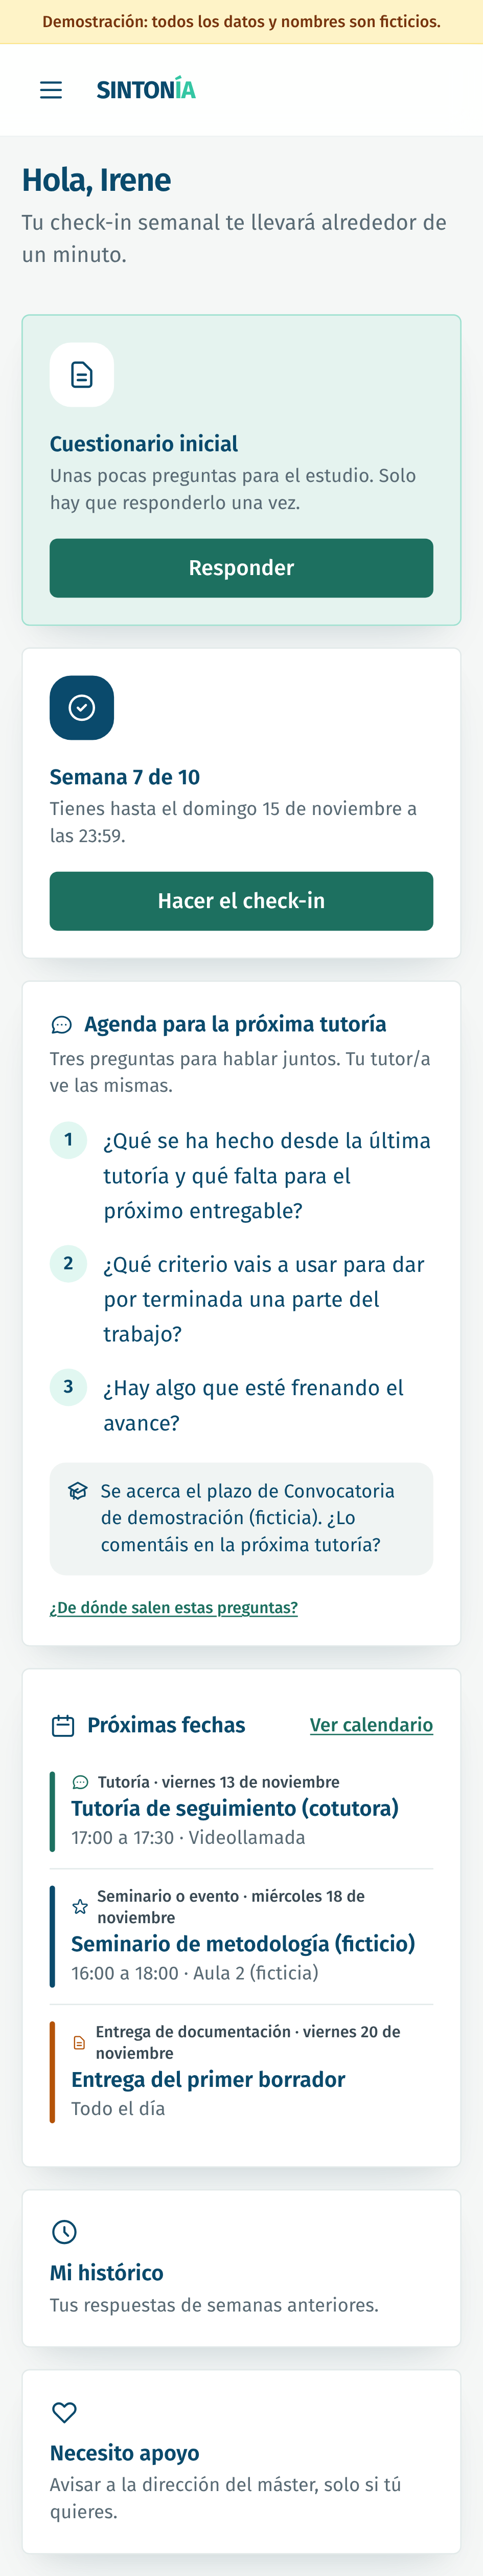 Demostración: todos los datos y nombres son ficticios.
SINTONÍA
Hola, Irene
Tu check-in semanal te llevará alrededor de
un minuto.
Cuestionario inicial
Unas pocas preguntas para el estudio. Solo
hay que responderlo una vez.
Responder
Semana 7 de 10
Tienes hasta el domingo 15 de noviembre a
las 23:59.
Hacer el check-in
Agenda para la próxima tutoría
Tres preguntas para hablar juntos. Tu tutor/a
ve las mismas.
1 ¿Qué se ha hecho desde la última
tutoría y qué falta para el
próximo entregable?
2 ¿Qué criterio vais a usar para dar
por terminada una parte del
trabajo?
3 ¿Hay algo que esté frenando el
avance?
Se acerca el plazo de Convocatoria
de demostración (ficticia). ¿Lo
comentáis en la próxima tutoría?
¿De dónde salen estas preguntas?
Próximas fechas Ver calendario
Tutoría · viernes 13 de noviembre
Tutoría de seguimiento (cotutora)
17:00 a 17:30 · Videollamada
Seminario o evento · miércoles 18 de
noviembre
Seminario de metodología (ficticio)
16:00 a 18:00 · Aula 2 (ficticia)
Entrega de documentación · viernes 20 de
noviembre
Entrega del primer borrador
Todo el día
Mi histórico
Tus respuestas de semanas anteriores.
Necesito apoyo
Avisar a la dirección del máster, solo si tú
quieres.